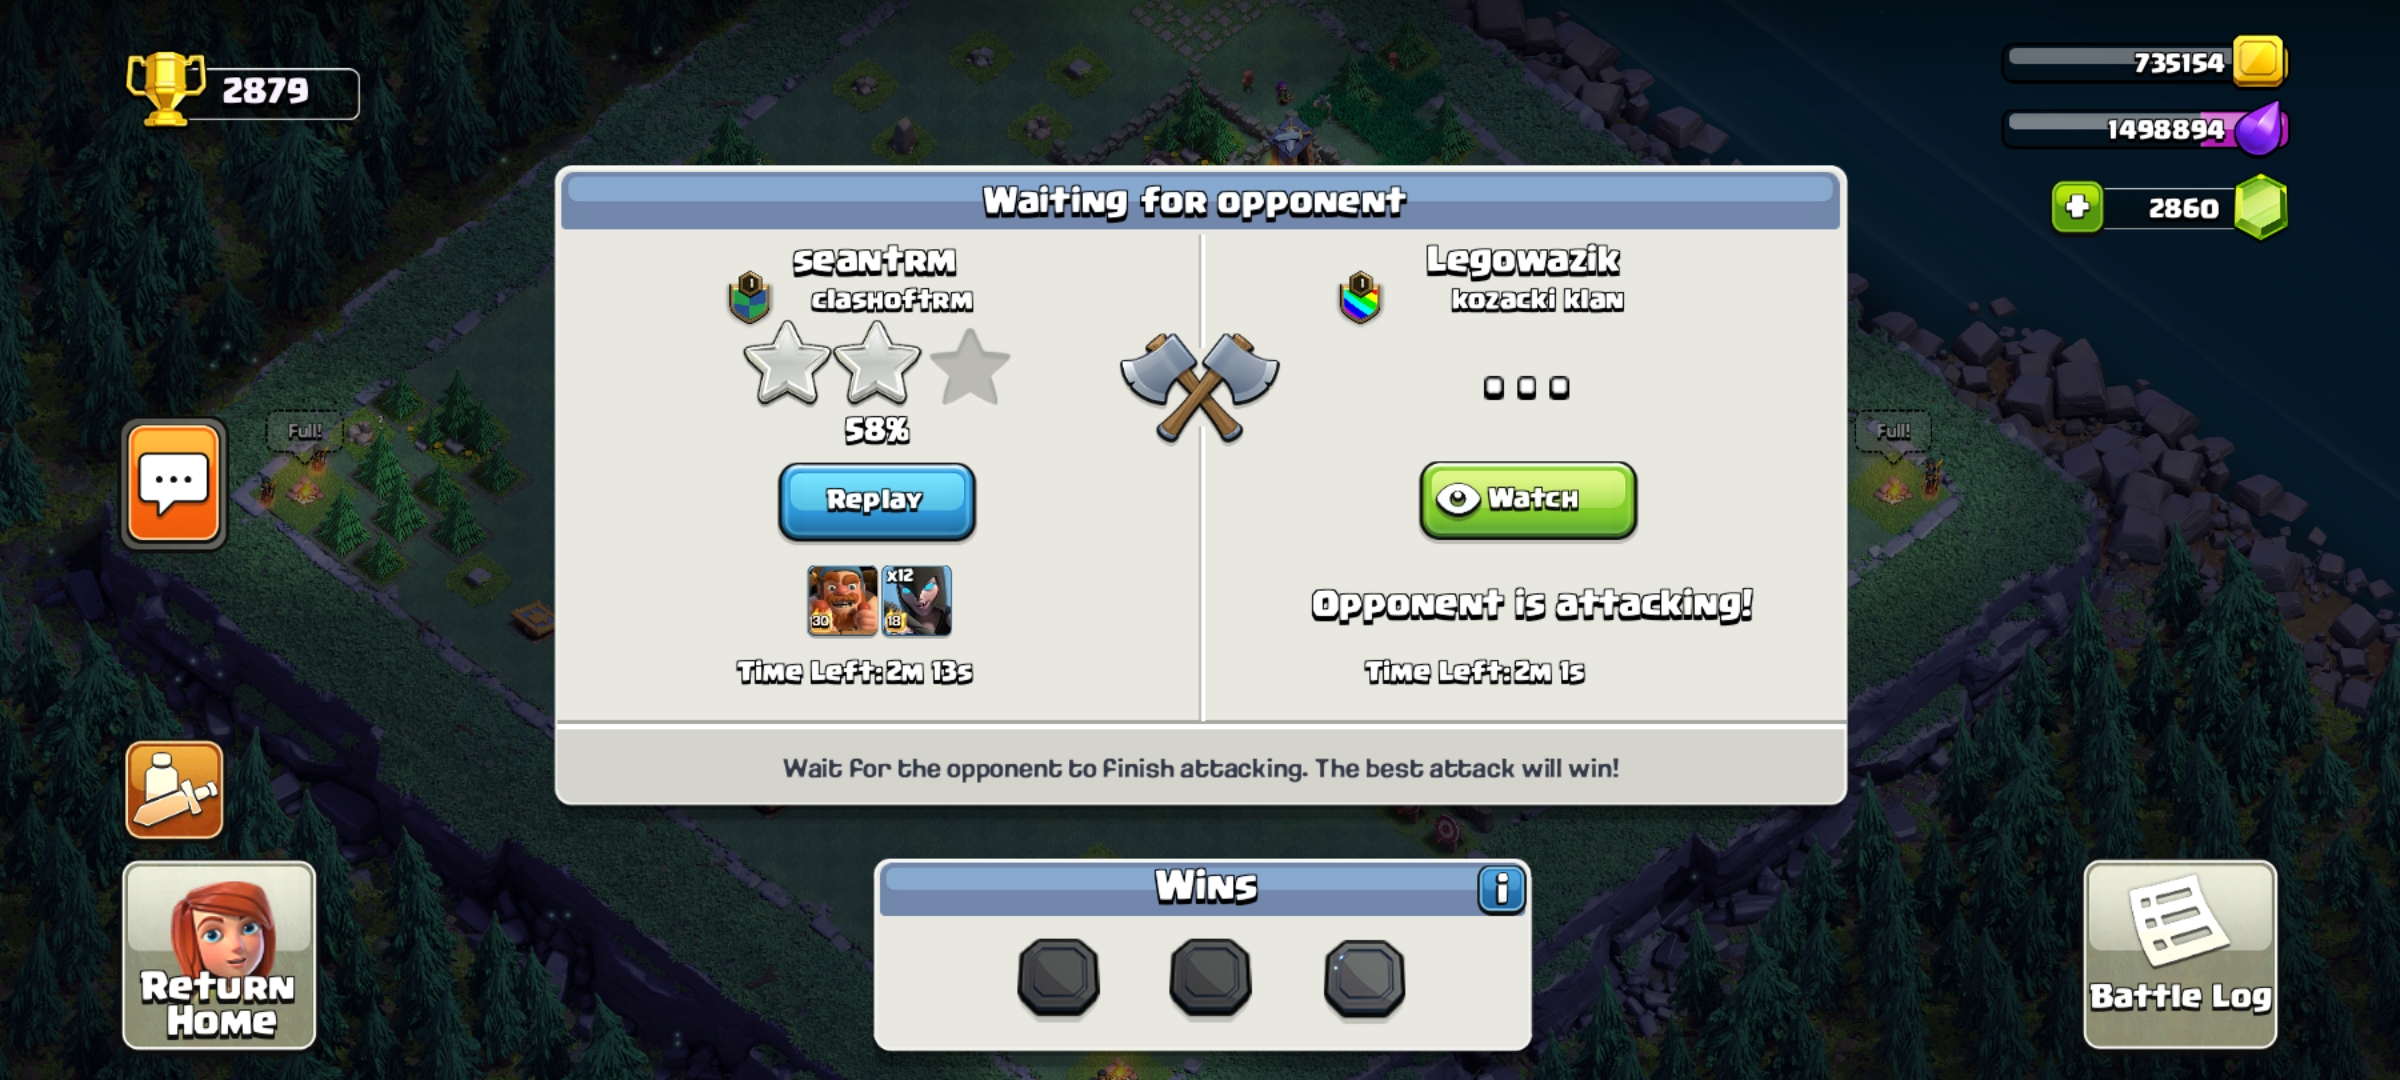 2879
735154
1498894
2860
Waiting for opponent
seantrm
clashoftrm
1
58%
Replay
30
x12
18
Time Left:2m 13s
Legowazik
kozacki klan
1
Watch
Opponent is attacking!
Time Left:2m 1s
Wait for the opponent to finish attacking. The best attack will win!
Full!
Full!
Wins
i
Return
Home
Battle Log